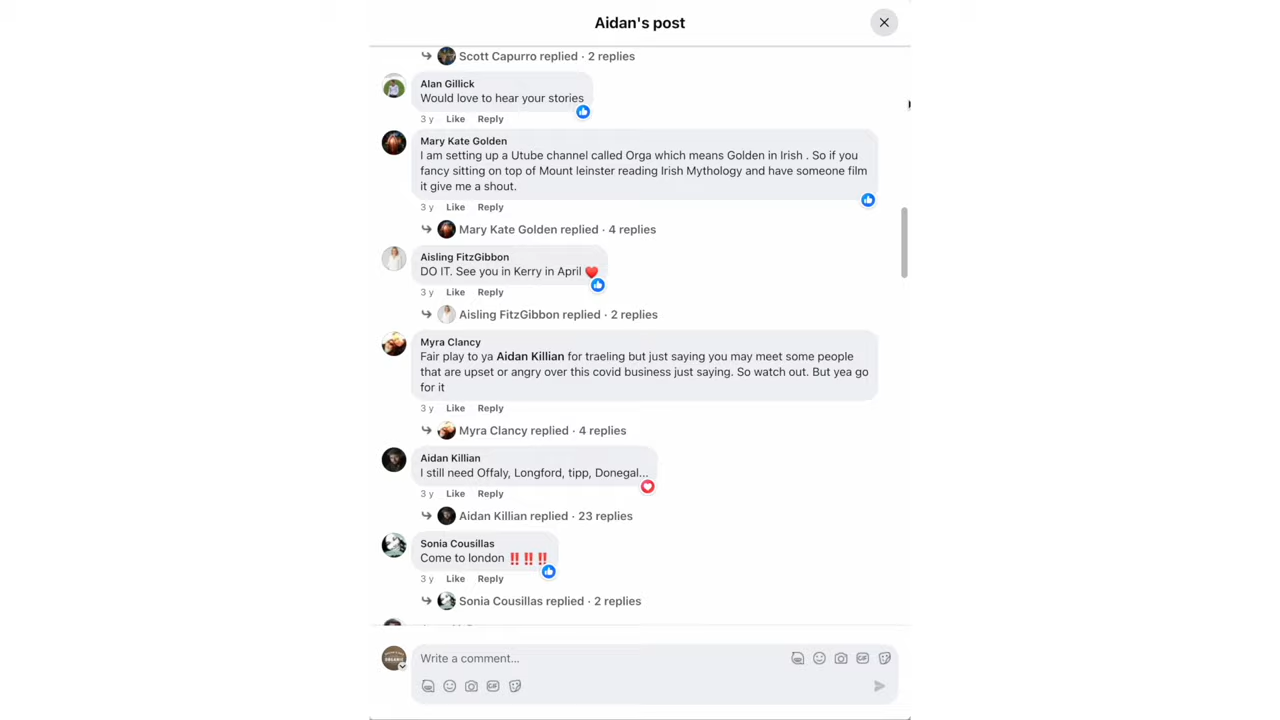 Aidan's post
Scott Capurro replied · 2 replies
Alan Gillick
Would love to hear your stories
3 y Like Reply
Mary Kate Golden
I am setting up a Utube channel called Orga which means Golden in Irish . So if you
fancy sitting on top of Mount leinster reading Irish Mythology and have someone film
it give me a shout.
3 y Like Reply
Mary Kate Golden replied · 4 replies
Aisling FitzGibbon
DO IT. See you in Kerry in April ❤️
3 y Like Reply
Aisling FitzGibbon replied · 2 replies
Myra Clancy
Fair play to ya Aidan Killian for traeling but just saying you may meet some people
that are upset or angry over this covid business just saying. So watch out. But yea go
for it
3 y Like Reply
Myra Clancy replied · 4 replies
Aidan Killian
I still need Offaly, Longford, tipp, Donegal...
3 y Like Reply
Aidan Killian replied · 23 replies
Sonia Cousillas
Come to london ‼️‼️‼️
3 y Like Reply
Sonia Cousillas replied · 2 replies
Write a comment...